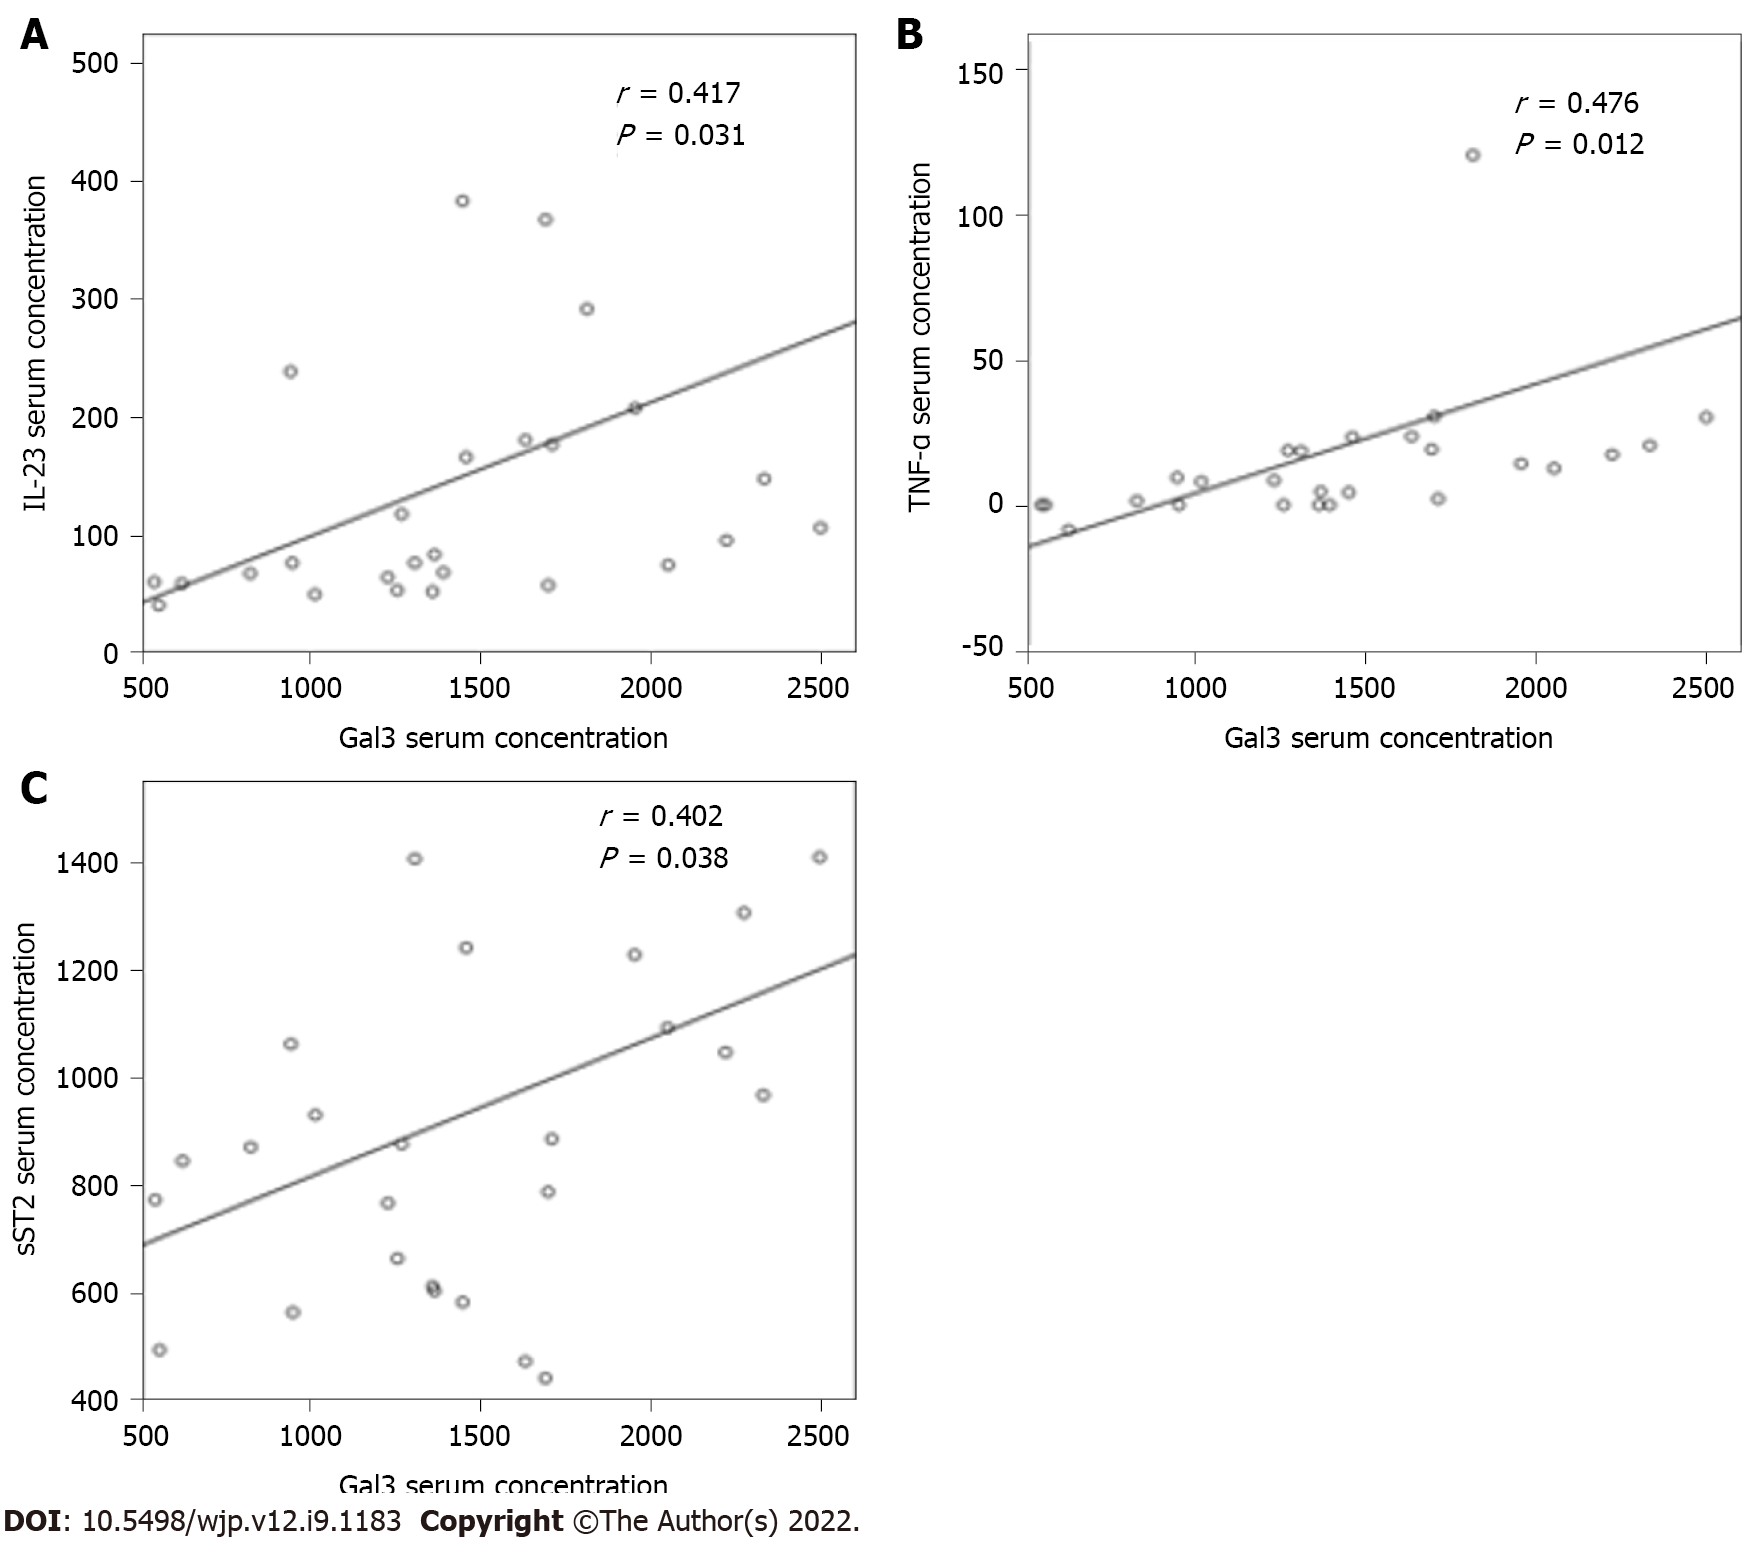 A
500
400
300
200
100
0
IL-23 serum concentration
r = 0.417
P = 0.031
500 1000 1500 2000 2500
Gal3 serum concentration
B
150
100
50
0
-50
TNF-α serum concentration
r = 0.476
P = 0.012
500 1000 1500 2000 2500
Gal3 serum concentration
C
1400
1200
1000
800
600
400
sST2 serum concentration
r = 0.402
P = 0.038
500 1000 1500 2000 2500
Gal3 serum concentration
DOI: 10.5498/wjp.v12.i9.1183 Copyright ©The Author(s) 2022.